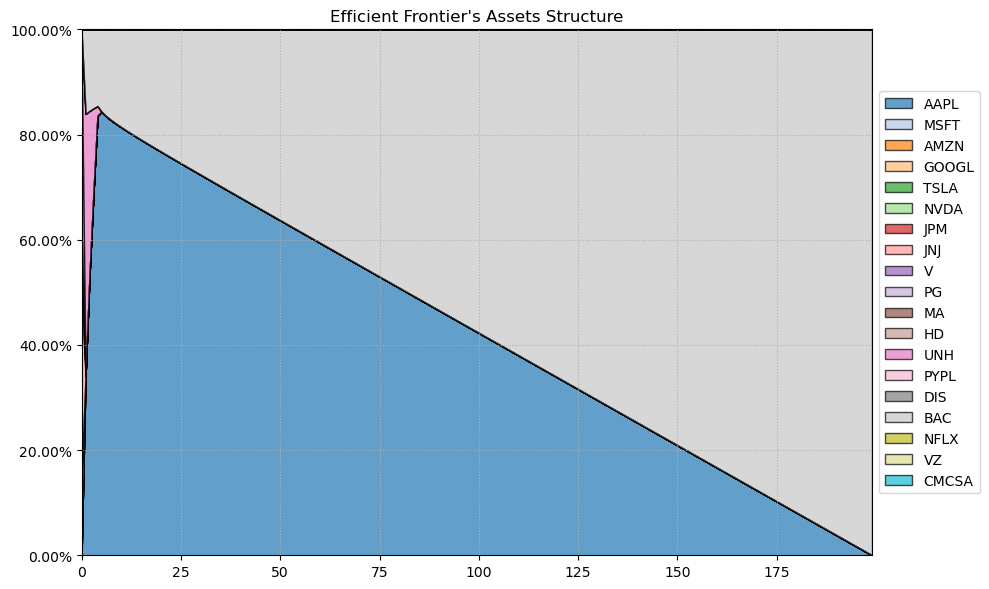 Efficient Frontier's Assets Structure
100.00%
80.00%
60.00%
40.00%
20.00%
0.00%
0 25 50 75 100 125 150 175
AAPL
MSFT
AMZN
GOOGL
TSLA
NVDA
JPM
JNJ
V
PG
MA
HD
UNH
PYPL
DIS
BAC
NFLX
VZ
CMCSA